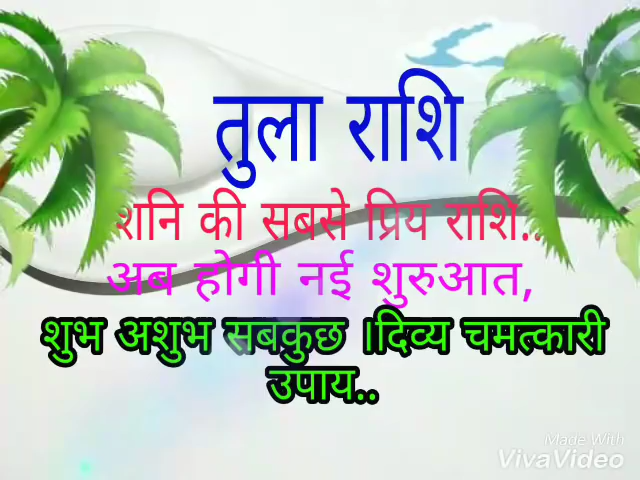 तुला राशि
शनि की सबसे प्रिय राशि..
अब होगी नई शुरुआत,
शुभ अशुभ सबकुछ ।दिव्य चमत्कारी
उपाय..
Made With
VivaVideo